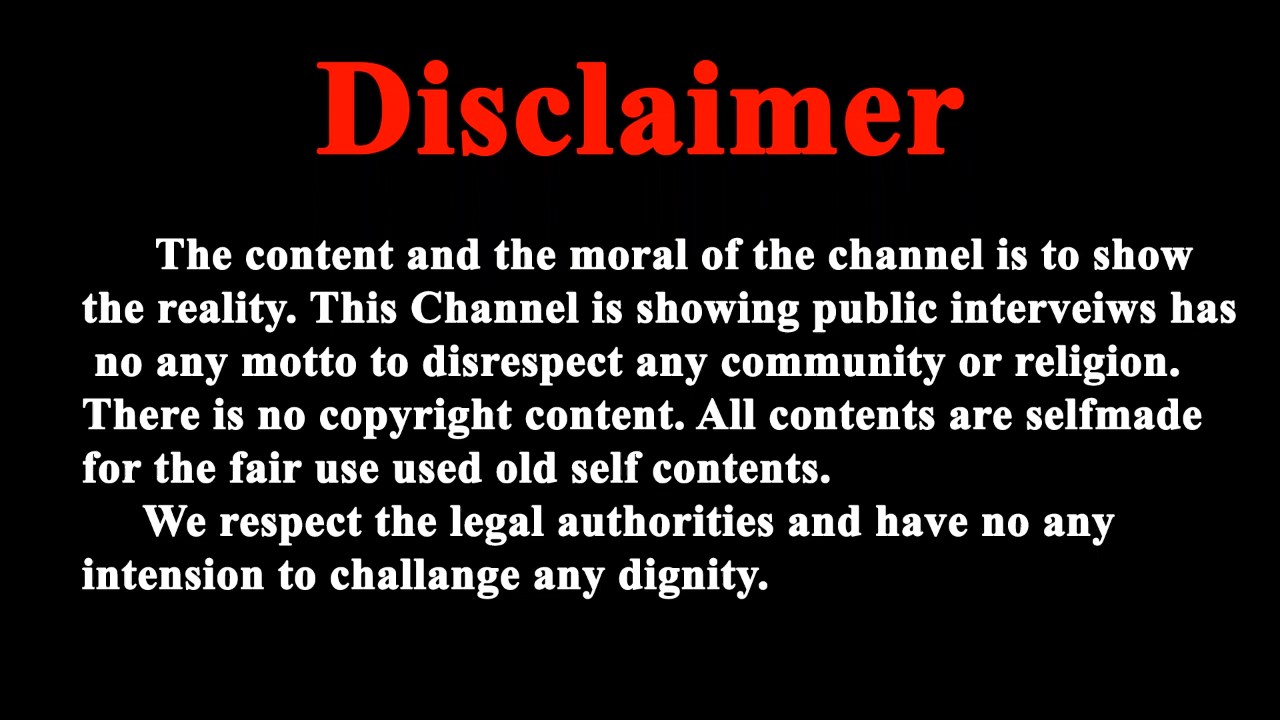 Disclaimer
The content and the moral of the channel is to show
the reality. This Channel is showing public interveiws has
no any motto to disrespect any community or religion.
There is no copyright content. All contents are selfmade
for the fair use used old self contents.
We respect the legal authorities and have no any
intension to challange any dignity.